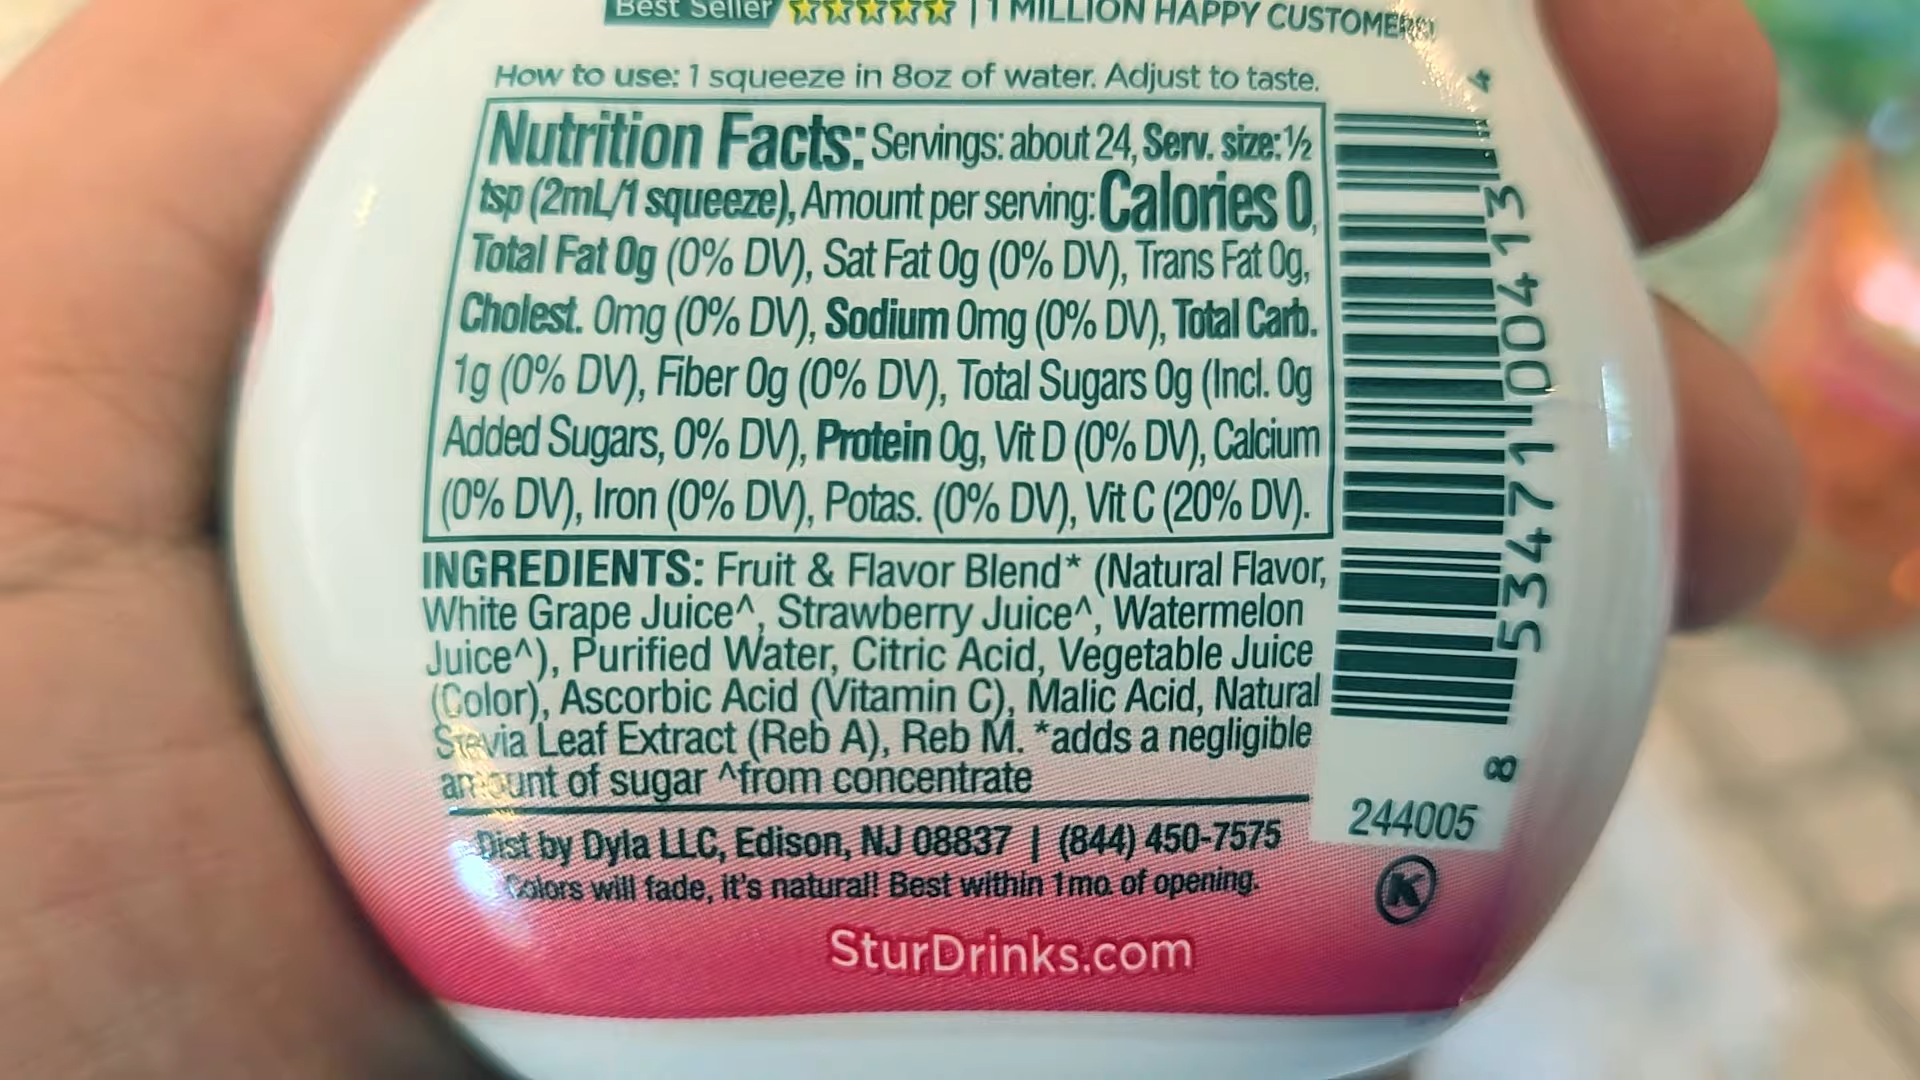 Best Seller | 1 MILLION HAPPY CUSTOMERS!
How to use: 1 squeeze in 8oz of water. Adjust to taste.
Nutrition Facts: Servings: about 24, Serv. size: ½
tsp (2mL/1 squeeze), Amount per serving: Calories 0,
Total Fat 0g (0% DV), Sat Fat 0g (0% DV), Trans Fat 0g,
Cholest. 0mg (0% DV), Sodium 0mg (0% DV), Total Carb.
1g (0% DV), Fiber 0g (0% DV), Total Sugars 0g (Incl. 0g
Added Sugars, 0% DV), Protein 0g, Vit D (0% DV), Calcium
(0% DV), Iron (0% DV), Potas. (0% DV), Vit C (20% DV).
INGREDIENTS: Fruit & Flavor Blend* (Natural Flavor,
White Grape Juice^, Strawberry Juice^, Watermelon
Juice^), Purified Water, Citric Acid, Vegetable Juice
(Color), Ascorbic Acid (Vitamin C), Malic Acid, Natural
Stevia Leaf Extract (Reb A), Reb M. *adds a negligible
amount of sugar ^from concentrate
Dist by Dyla LLC, Edison, NJ 08837 | (844) 450-7575
Colors will fade, it's natural! Best within 1mo. of opening.
SturDrinks.com
8 53471 00413 4
244005
K